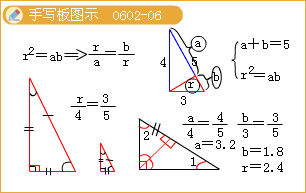 手写板图示 0602-06
r²=ab=⇒ r/a = b/r
4 5 a b r 3
{ a+b=5
r²=ab
r/4 = 3/5
2 1
a/4 = 4/5 b/3 = 3/5
a=3.2
b=1.8
r=2.4